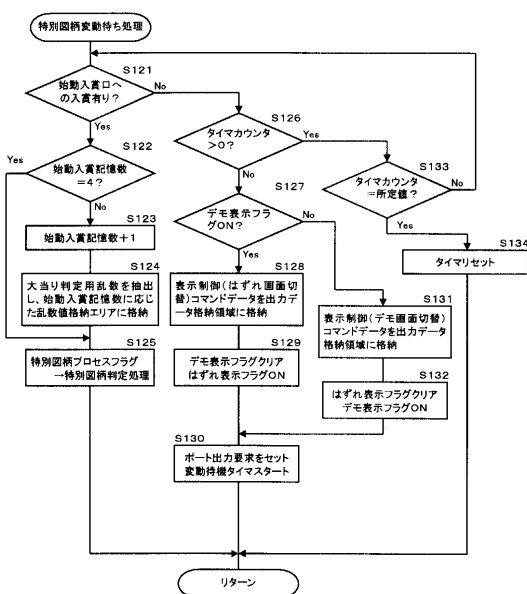 特別図柄変動待ち処理
S121
始動入賞口へ
の入賞有り?
No
Yes
S122
Yes
始動入賞記憶数
=4?
No
S123
始動入賞記憶数+1
S124
大当り判定用乱数を抽出
し、始動入賞記憶数に応じ
た乱数値格納エリアに格納
S125
特別図柄プロセスフラグ
→特別図柄判定処理
S126
タイマカウンタ
>0?
Yes
No
S127
デモ表示フラ
グON?
No
Yes
S128
表示制御(はずれ画面切
替)コマンドデータを出力デ
ータ格納領域に格納
S129
デモ表示フラグクリア
はずれ表示フラグON
S130
ポート出力要求をセット
変動待機タイマスタート
S131
表示制御(デモ画面切替)
コマンドデータを出力データ
格納領域に格納
S132
はずれ表示フラグクリア
デモ表示フラグON
S133
タイマカウンタ
=所定値?
No
Yes
S134
タイマリセット
リターン